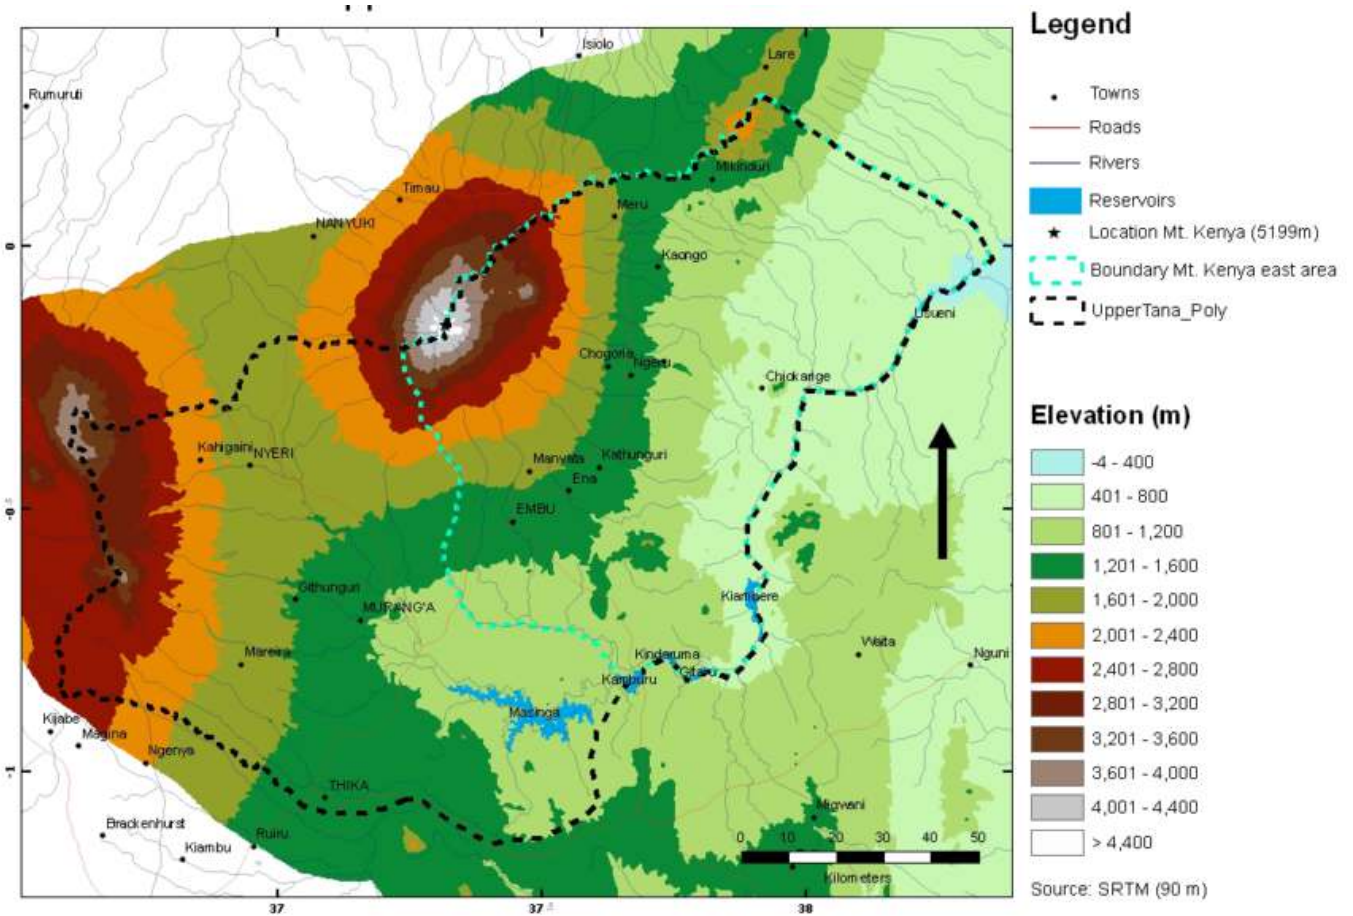 Legend
Towns
Roads
Rivers
Reservoirs
Location Mt. Kenya (5199m)
Boundary Mt. Kenya east area
UpperTana_Poly
Elevation (m)
-4 - 400
401 - 800
801 - 1,200
1,201 - 1,600
1,601 - 2,000
2,001 - 2,400
2,401 - 2,800
2,801 - 3,200
3,201 - 3,600
3,601 - 4,000
4,001 - 4,400
> 4,400
Source: SRTM (90 m)
Isiolo
Lare
Rumuruti
Mikinduri
Timau
Meru
NANYUKI
Kaongo
0
Usueni
Chogoria
Ngeru
Chickarige
Kahigaini
NYERI
Manyata
Kathunguri
Ena
EMBU
Githunguri
Kiambere
MURANG'A
Mareira
Kindaruma
Waita
Nguni
Gitaru
Kamburu
Masinga
Kijabe
Magina
Ngenya
-1
THIKA
Migwani
Brackenhurst
Ruiru
Kiambu
0 10 20 30 40 50
Kilometers
37
37
38